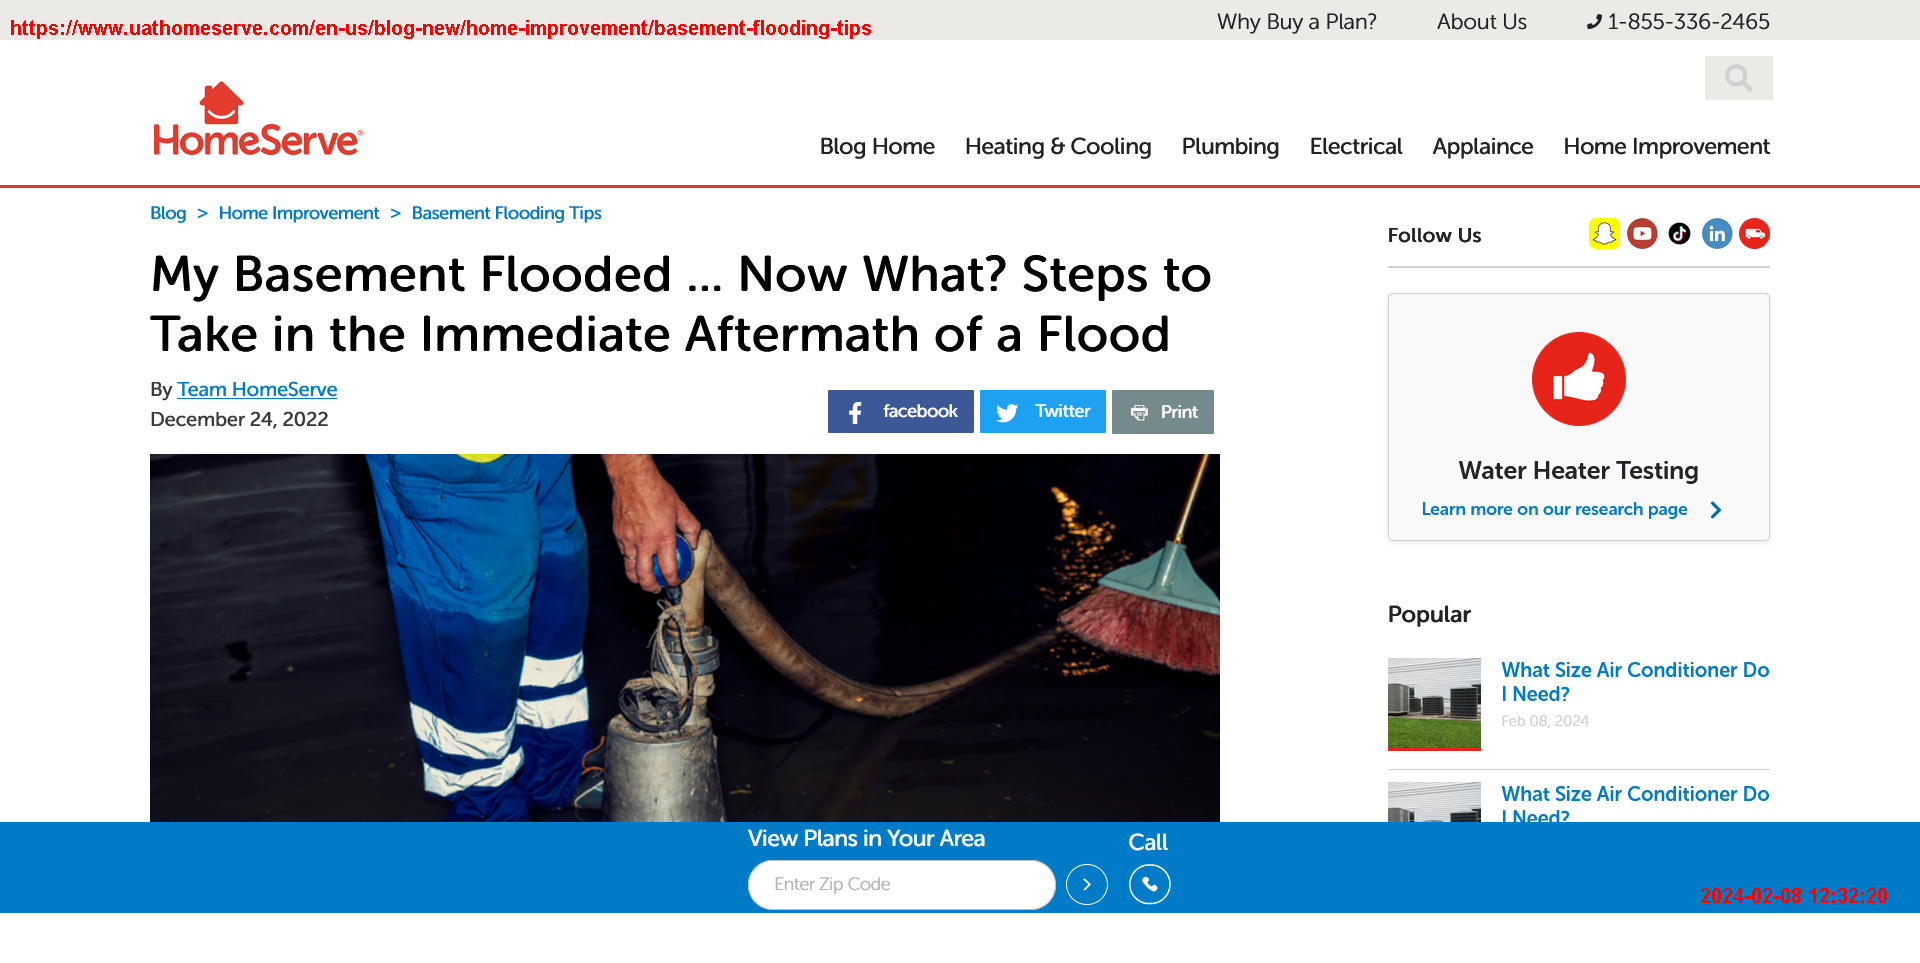 https://www.uathomeserve.com/en-us/blog-new/home-improvement/basement-flooding-tips
Why Buy a Plan? About Us 1-855-336-2465
HomeServe®
Blog Home Heating & Cooling Plumbing Electrical Applaince Home Improvement
Blog > Home Improvement > Basement Flooding Tips
My Basement Flooded ... Now What? Steps to
Take in the Immediate Aftermath of a Flood
By Team HomeServe
December 24, 2022
facebook Twitter Print
Follow Us
in
Water Heater Testing
Learn more on our research page
Popular
What Size Air Conditioner Do
I Need?
Feb 08, 2024
What Size Air Conditioner Do
I Need?
View Plans in Your Area
Enter Zip Code
Call
2024-02-08 12:32:20